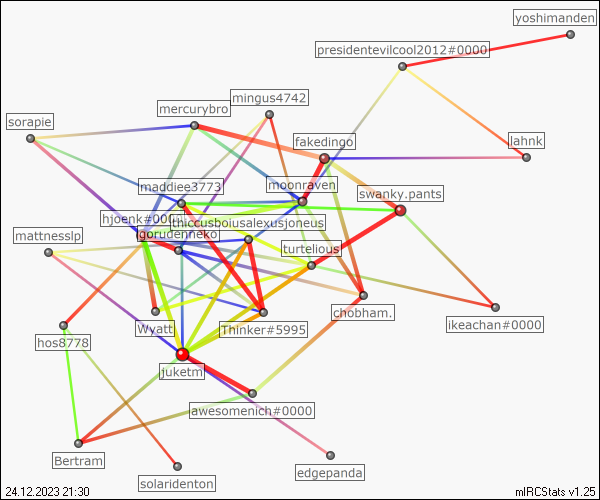 yoshimanden
presidentevilcool2012#0000
mingus4742
mercurybro
sorapie
fakedingo
lahnk
maddiee3773
moonraven
swanky.pants
hjoenk#0000
thiccusboiusalexusjoneus
gorudenneko
mattnesslp
turtelious
chobham.
Wyatt
Thinker#5995
ikeachan#0000
hos8778
juketm
awesomenich#0000
Bertram
edgepanda
solaridenton
24.12.2023 21:30
mIRCStats v1.25